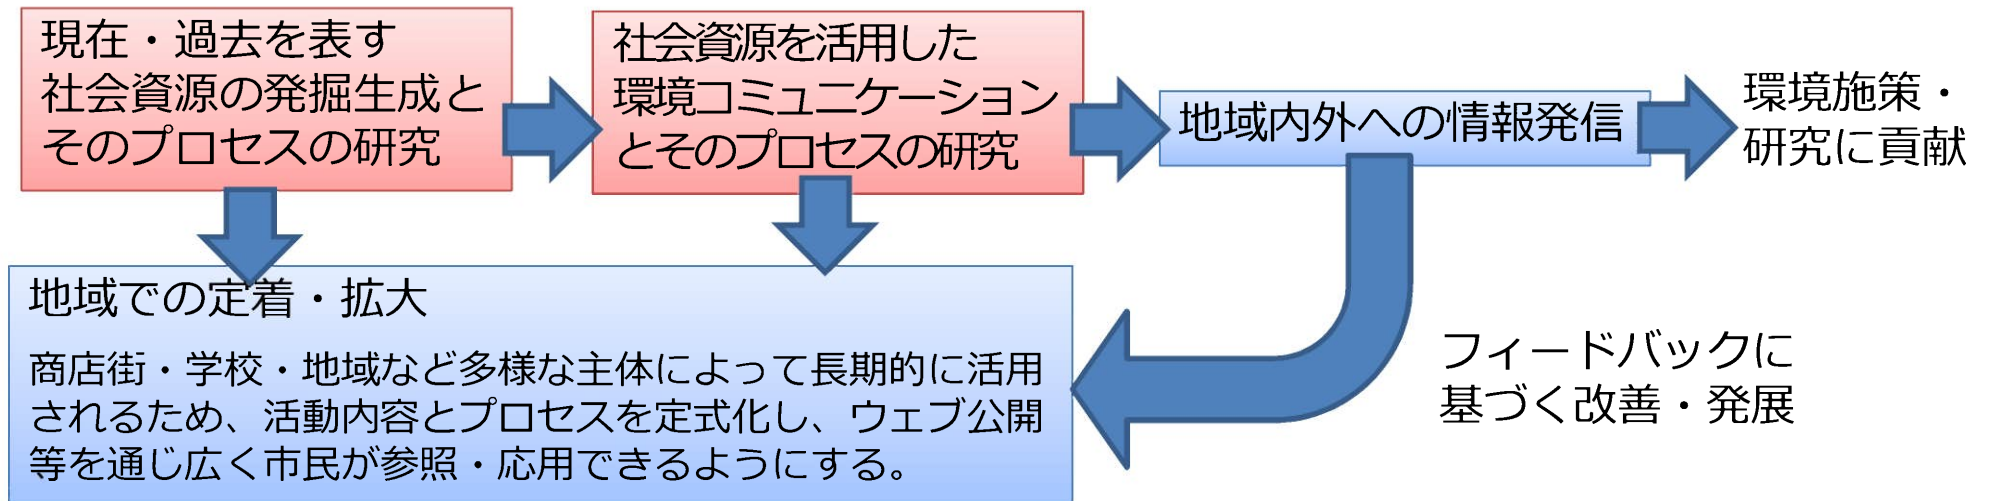 現在・過去を表す
社会資源の発掘生成と
そのプロセスの研究
社会資源を活用した
環境コミュニケーション
とそのプロセスの研究
地域内外への情報発信
環境施策・
研究に貢献
地域での定着・拡大
商店街・学校・地域など多様な主体によって長期的に活用
されるため、活動内容とプロセスを定式化し、ウェブ公開
等を通じ広く市民が参照・応用できるようにする。
フィードバックに
基づく改善・発展